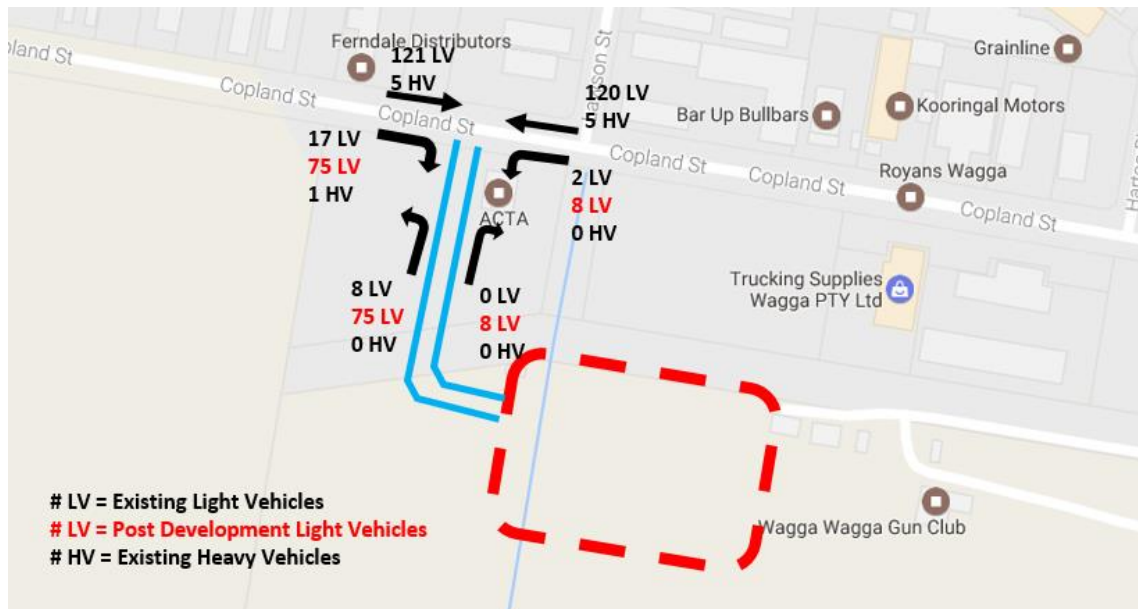 oland St
Ferndale Distributors
121 LV
5 HV
Copland St
Copland St
120 LV
5 HV
Bar Up Bullbars
Grainline
Kooringal Motors
17 LV
75 LV
1 HV
2 LV
8 LV
0 HV
ACTA
Copland St
Copland St
Royans Wagga
Copland St
8 LV
75 LV
0 HV
0 LV
8 LV
0 HV
Trucking Supplies
Wagga PTY Ltd
# LV = Existing Light Vehicles
# LV = Post Development Light Vehicles
# HV = Existing Heavy Vehicles
Wagga Wagga Gun Club